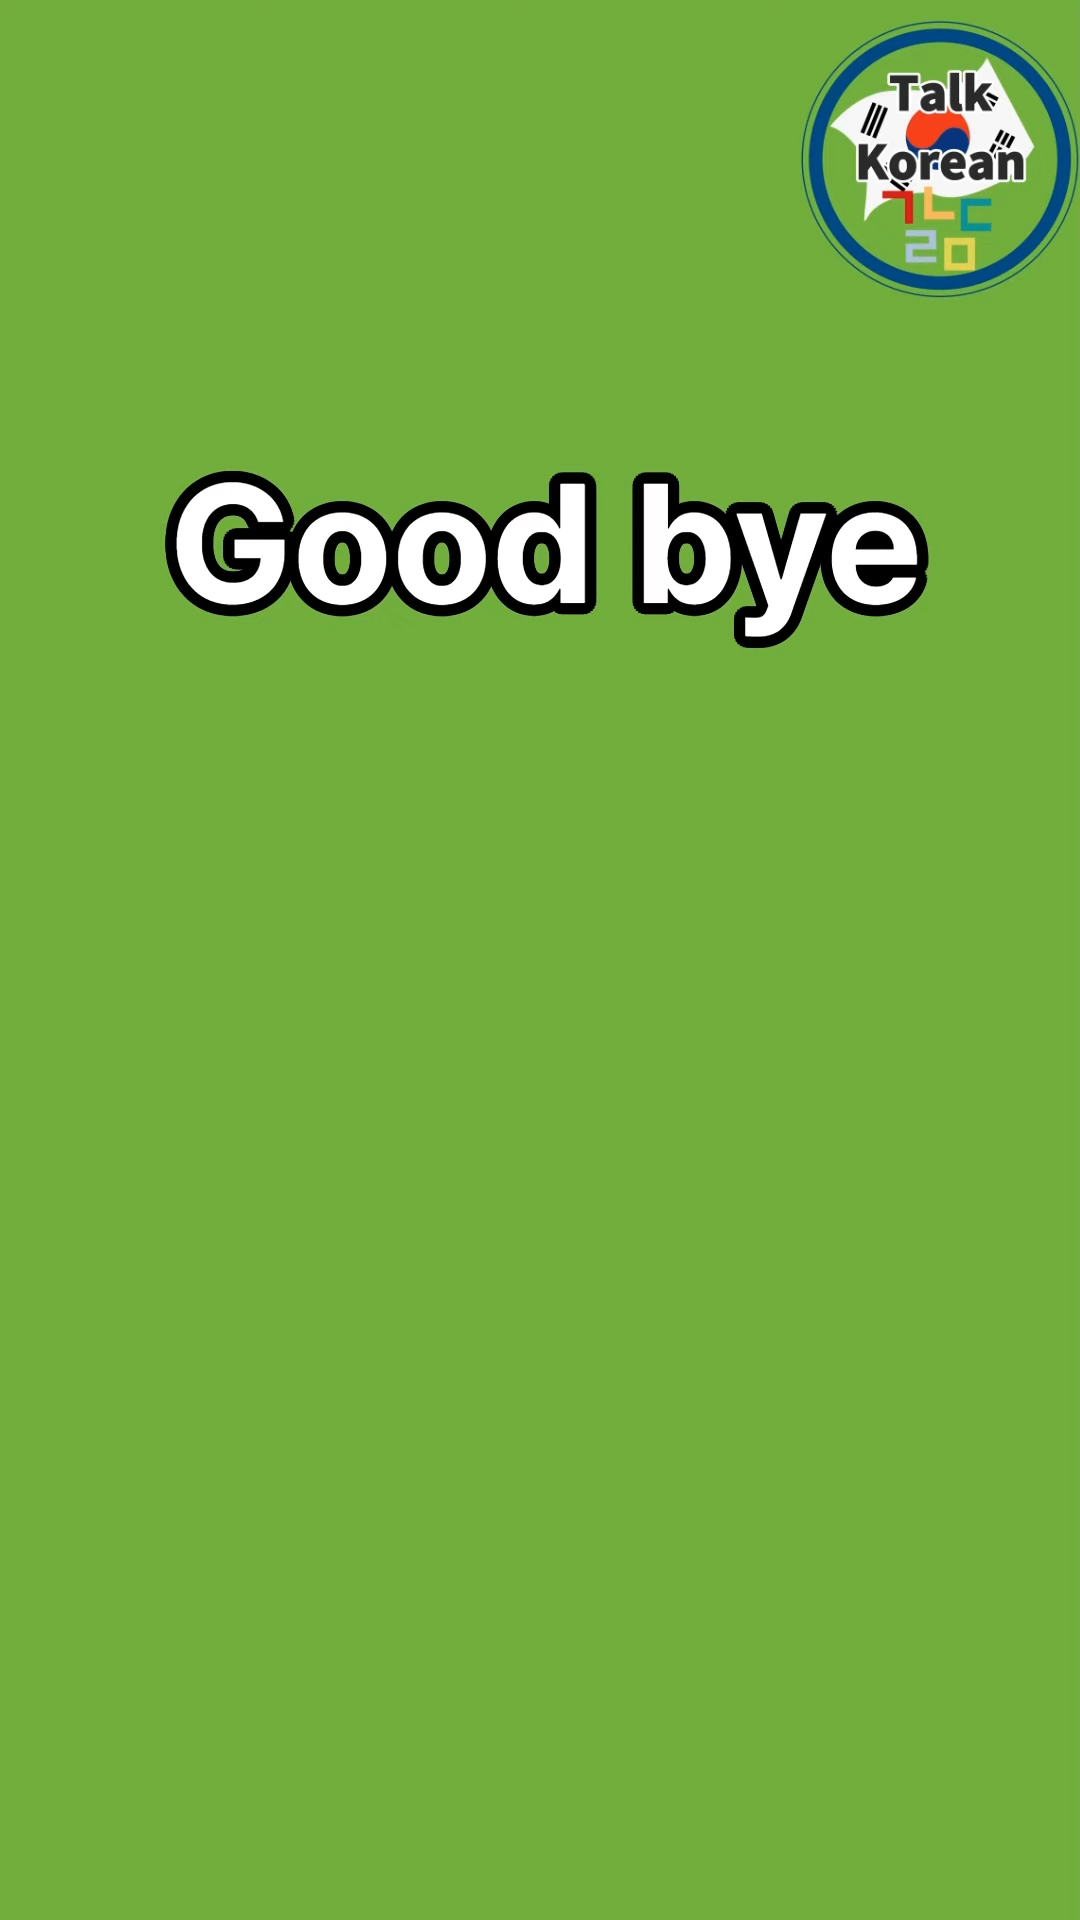 Talk
Korean
ㄱㄴㄷ
ㄹㅁ
Good bye